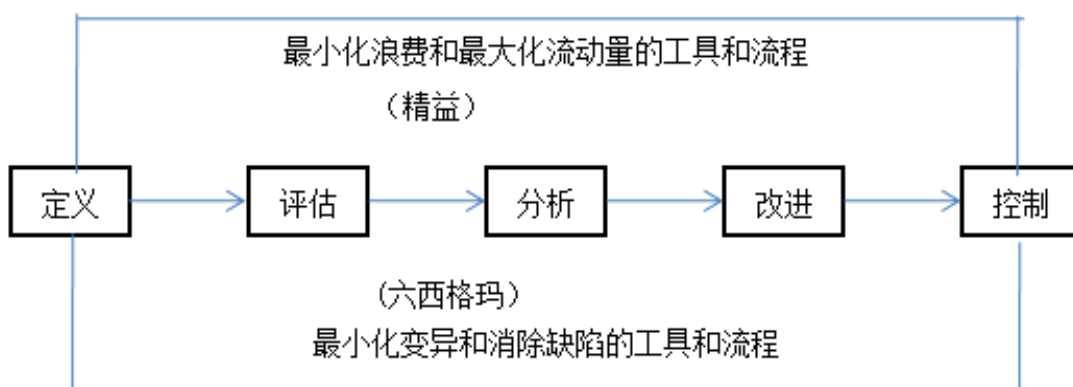 最小化浪费和最大化流动量的工具和流程
（精益）
定义
评估
分析
改进
控制
(六西格玛）
最小化变异和消除缺陷的工具和流程